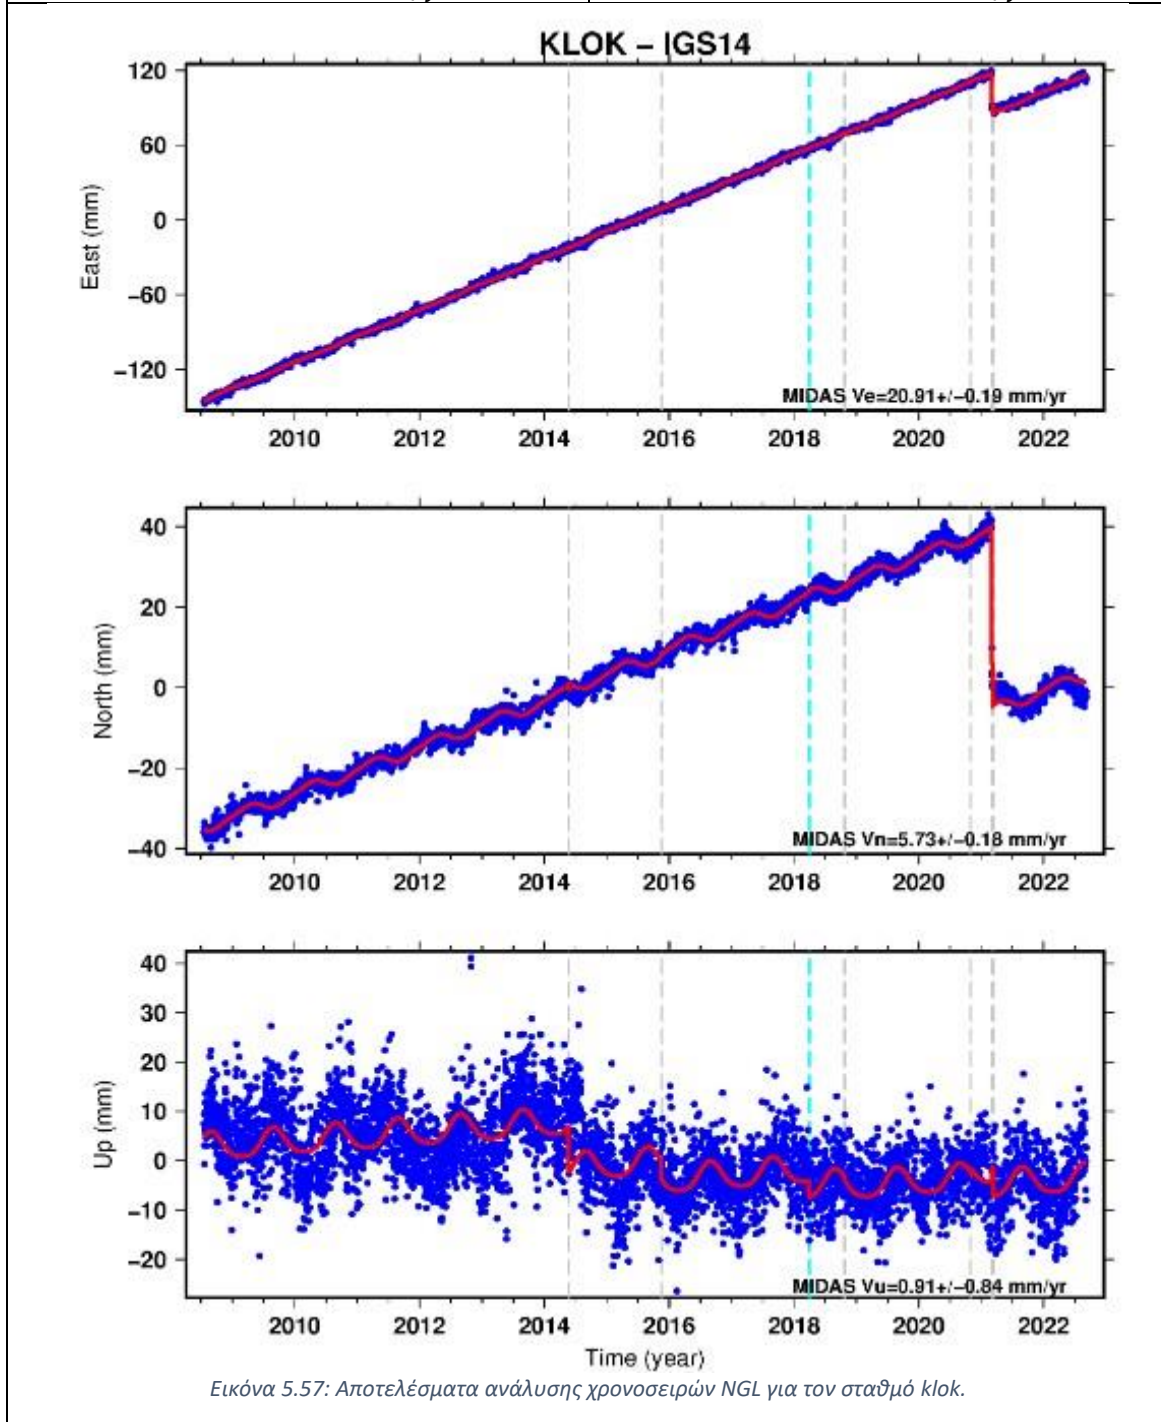 KLOK – IGS14
120
60
0
–60
–120
East (mm)
MIDAS Ve=20.91+/–0.19 mm/yr
2010 2012 2014 2016 2018 2020 2022
40
20
0
–20
–40
North (mm)
MIDAS Vn=5.73+/–0.18 mm/yr
2010 2012 2014 2016 2018 2020 2022
40
30
20
10
0
–10
–20
Up (mm)
MIDAS Vu=0.91+/–0.84 mm/yr
2010 2012 2014 2016 2018 2020 2022
Time (year)
Εικόνα 5.57: Αποτελέσματα ανάλυσης χρονοσειρών NGL για τον σταθμό klok.